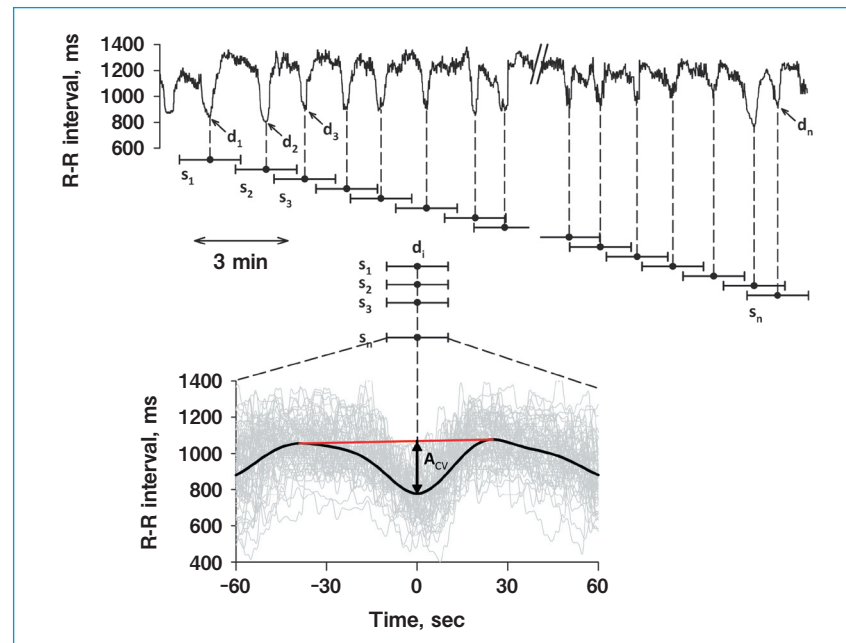 R-R interval, ms
1400
1200
1000
800
600
d1
d2
d3
dn
s1
s2
s3
sn
3 min
di
s1
s2
s3
sn
R-R interval, ms
1400
1200
1000
800
600
400
ACV
−60
−30
0
30
60
Time, sec